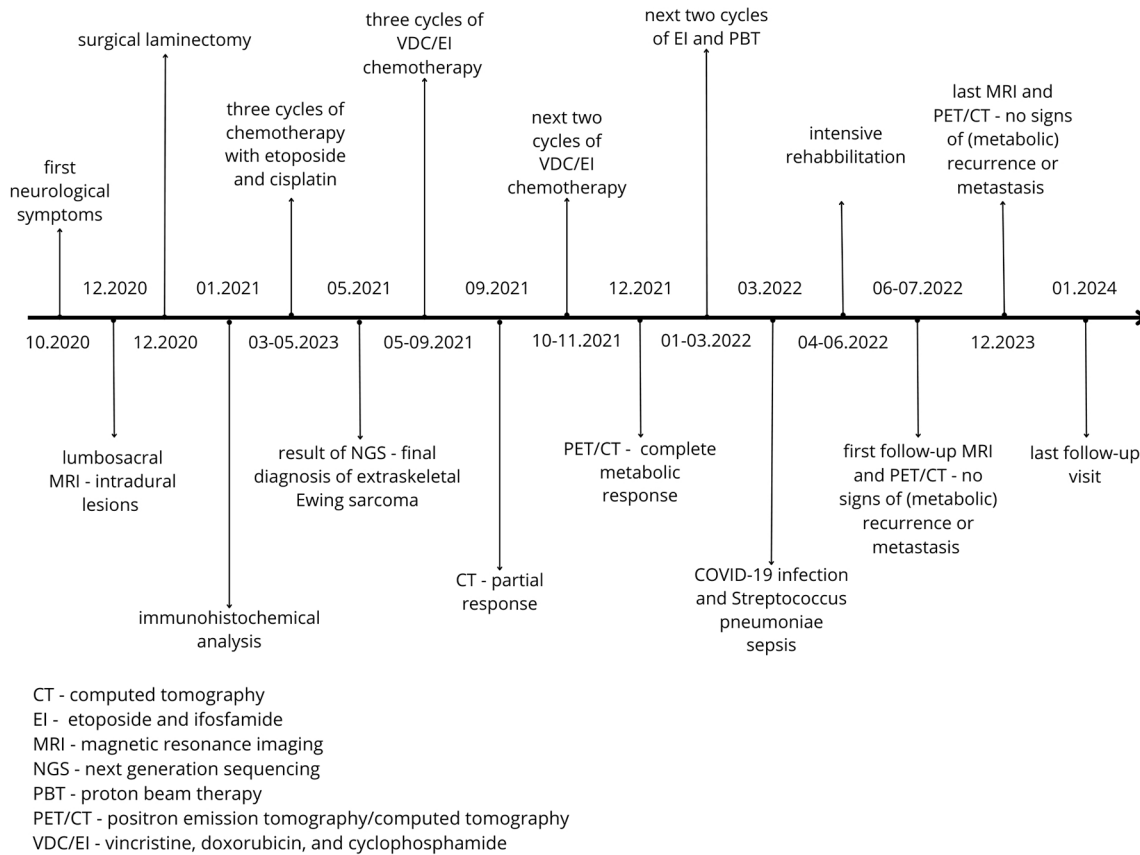 surgical laminectomy
three cycles of
VDC/EI
chemotherapy
next two cycles
of EI and PBT
first
neurological
symptoms
three cycles of
chemotherapy
with etoposide
and cisplatin
next two
cycles of
VDC/EI
chemotherapy
intensive
rehabbilitation
last MRI and
PET/CT - no signs
of (metabolic)
recurrence or
metastasis
12.2020
01.2021
05.2021
09.2021
12.2021
03.2022
06-07.2022
01.2024
10.2020
12.2020
03-05.2023
05-09.2021
10-11.2021
01-03.2022
04-06.2022
12.2023
lumbosacral
MRI - intradural
lesions
immunohistochemical
analysis
result of NGS - final
diagnosis of extraskeletal
Ewing sarcoma
CT - partial
response
PET/CT - complete
metabolic
response
COVID-19 infection
and Streptococcus
pneumoniae
sepsis
first follow-up MRI
and PET/CT - no
signs of (metabolic)
recurrence or
metastasis
last follow-up
visit
CT - computed tomography
EI - etoposide and ifosfamide
MRI - magnetic resonance imaging
NGS - next generation sequencing
PBT - proton beam therapy
PET/CT - positron emission tomography/computed tomography
VDC/EI - vincristine, doxorubicin, and cyclophosphamide